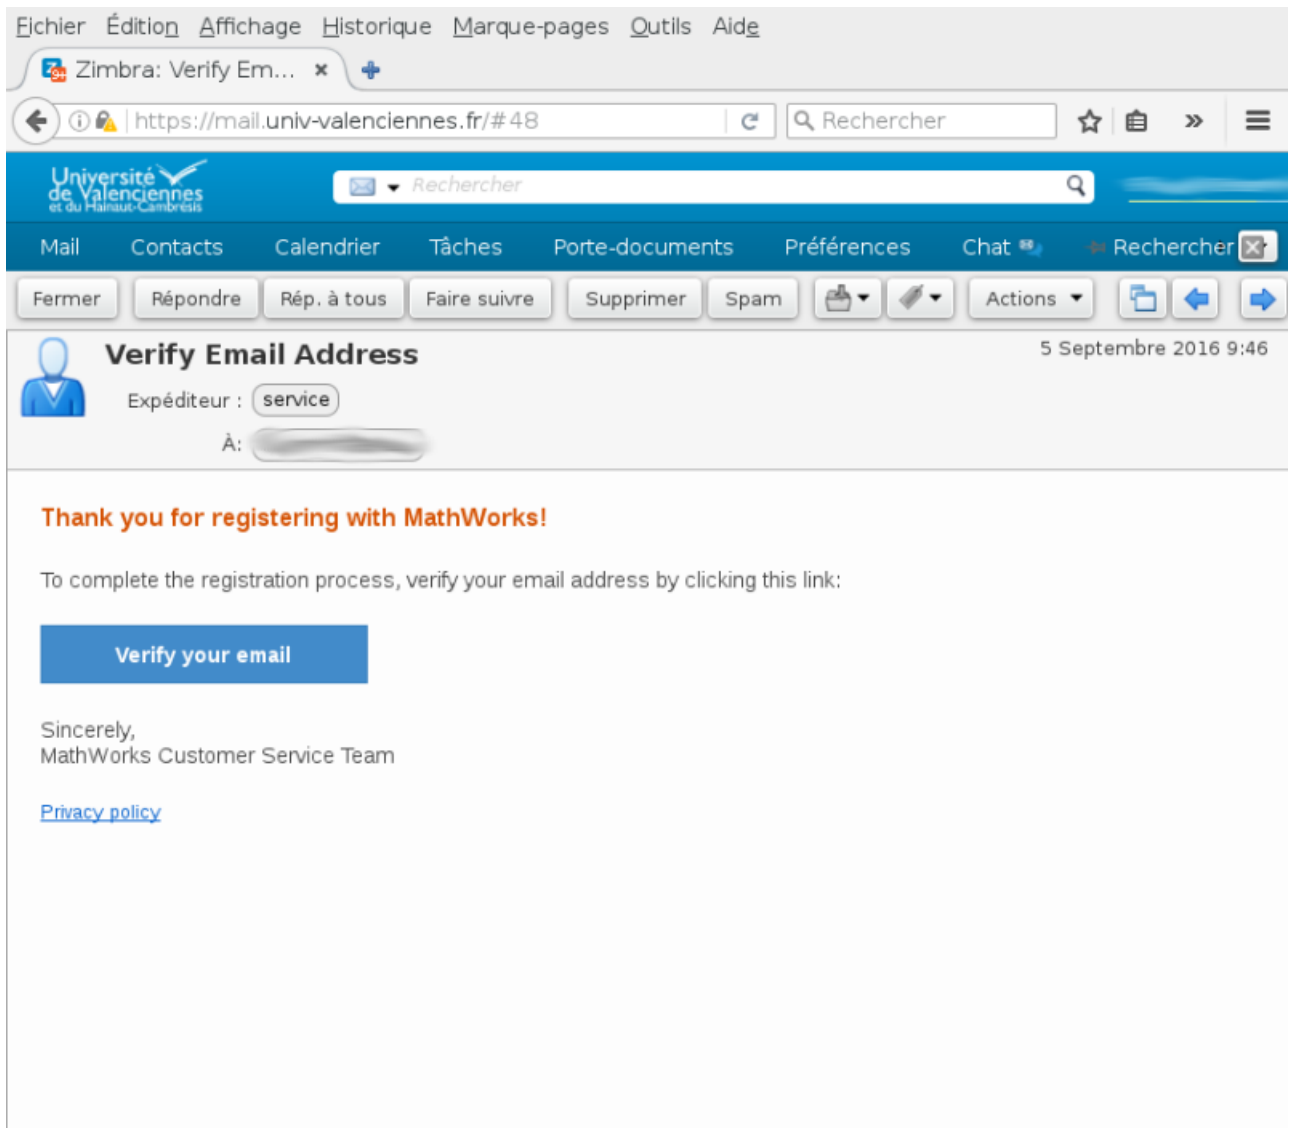 Fichier Édition Affichage Historique Marque-pages Outils Aide
Zimbra: Verify Em...
https://mail.univ-valenciennes.fr/#48 Rechercher
Université
de Valenciennes
et du Hainaut-Cambrésis
Rechercher
Mail Contacts Calendrier Tâches Porte-documents Préférences Chat Rechercher
Fermer Répondre Rép. à tous Faire suivre Supprimer Spam Actions
Verify Email Address 5 Septembre 2016 9:46
Expéditeur : service
À:
Thank you for registering with MathWorks!
To complete the registration process, verify your email address by clicking this link:
Verify your email
Sincerely,
MathWorks Customer Service Team
Privacy policy